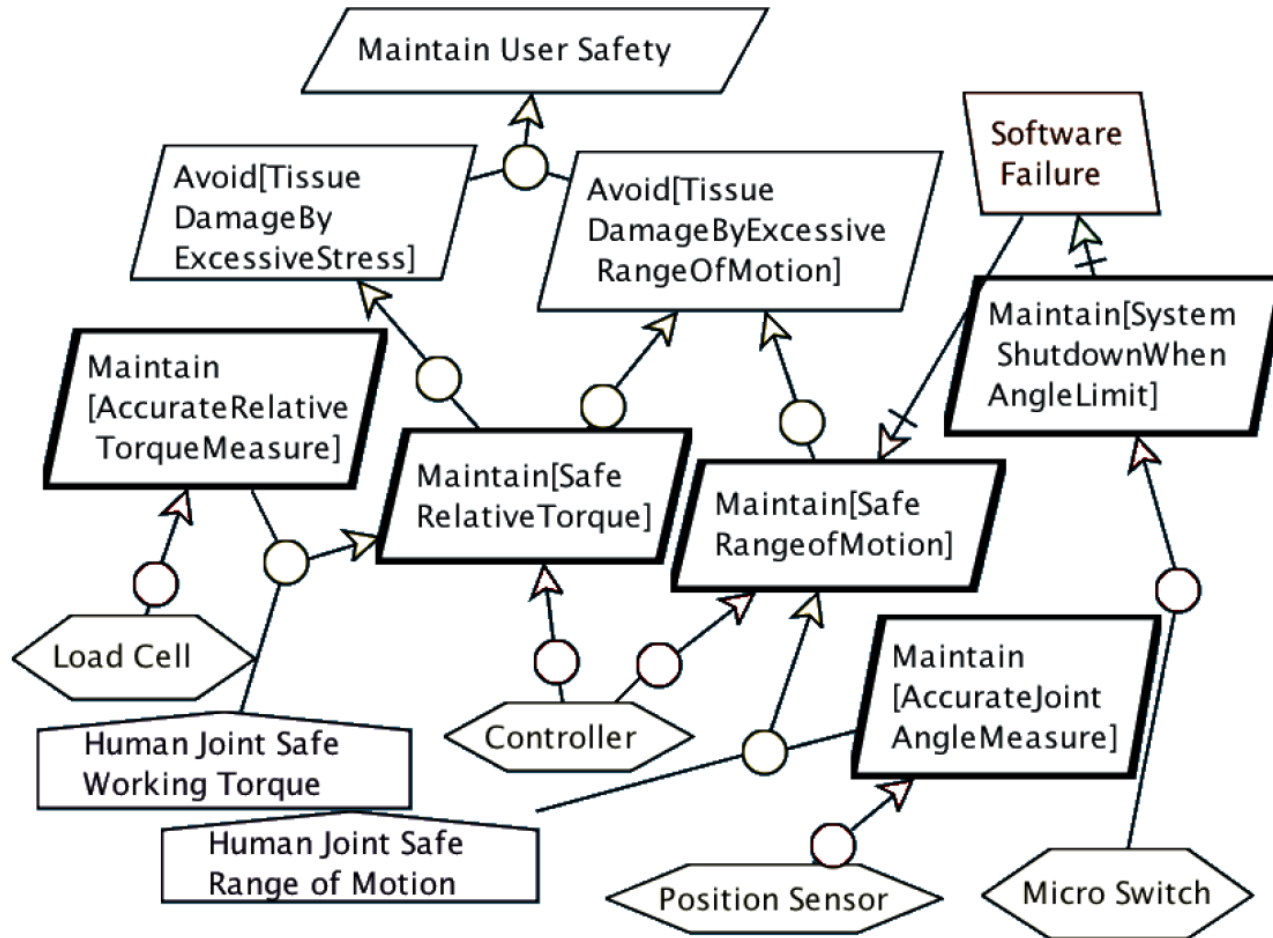 Maintain User Safety
Software
Failure
Avoid[Tissue
DamageBy
ExcessiveStress]
Avoid[Tissue
DamageByExcessive
RangeOfMotion]
Maintain[System
ShutdownWhen
AngleLimit]
Maintain
[AccurateRelative
TorqueMeasure]
Maintain[Safe
RelativeTorque]
Maintain[Safe
RangeofMotion]
Load Cell
Maintain
[AccurateJoint
AngleMeasure]
Controller
Human Joint Safe
Working Torque
Human Joint Safe
Range of Motion
Position Sensor
Micro Switch